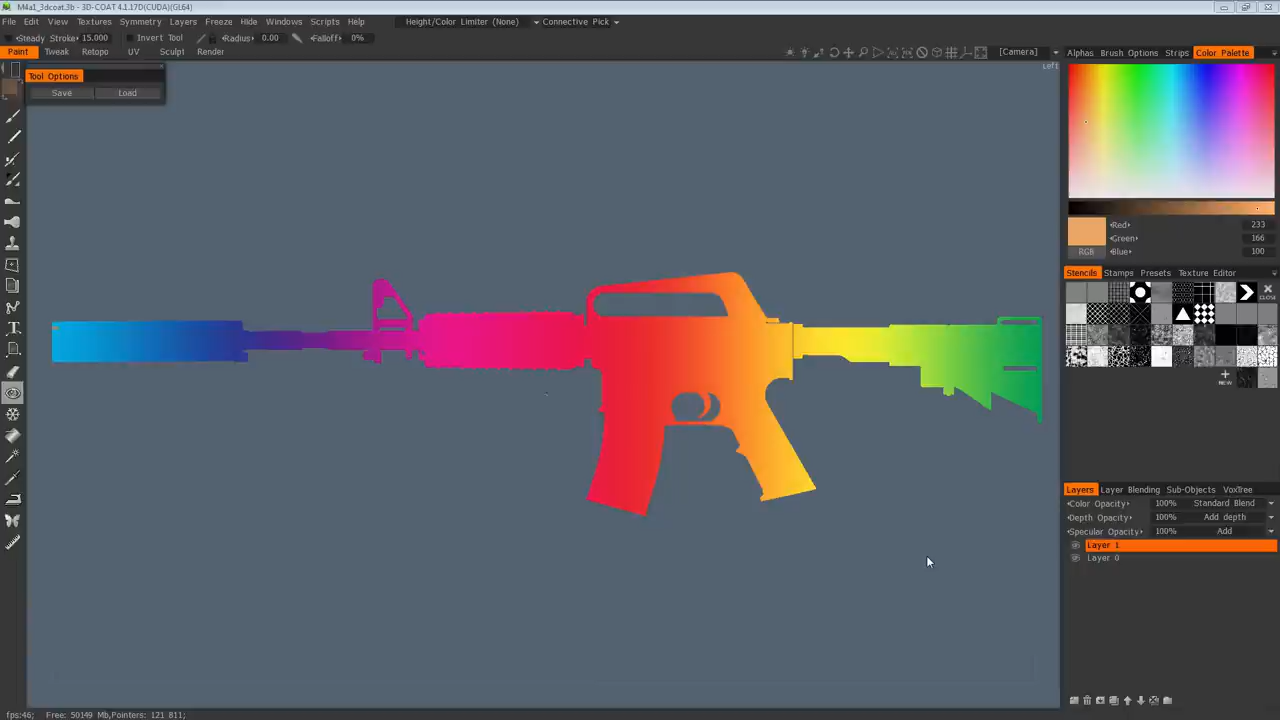 M4a1_3dcoat.3b - 3D-COAT 4.1.17D(CUDA)(GL64)
File Edit View Textures Symmetry Layers Freeze Hide Windows Scripts Help Height/Color Limiter (None) Connective Pick
Steady Stroke 15.000 Invert Tool Radius 0.00 Falloff 0%
Paint Tweak Retopo UV Sculpt Render [Camera] Alphas Brush Options Strips Color Palette
Left
Tool Options
Save Load
Red 233
Green 166
RGB Blue 100
Stencils Stamps Presets Texture Editor
CLOSE
NEW
Layers Layer Blending Sub-Objects VoxTree
Color Opacity: 100% Standard Blend
Depth Opacity: 100% Add depth
Specular Opacity: 100% Add
Layer 1
Layer 0
fps:46; Free: 50149 Mb,Pointers: 121 811;